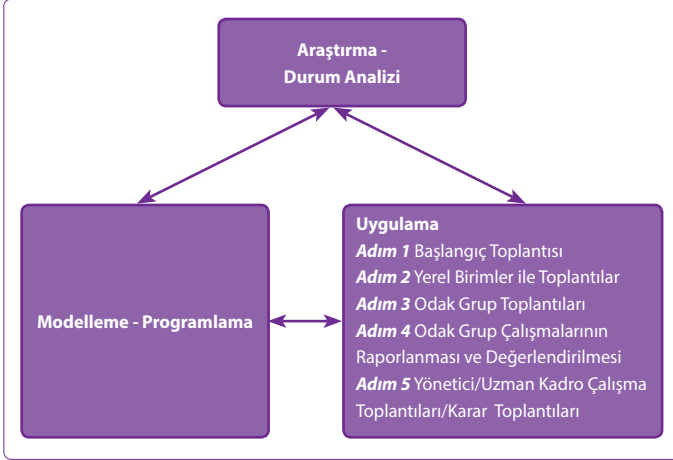 Araştırma -
Durum Analizi
Modelleme - Programlama
Uygulama
Adım 1 Başlangıç Toplantısı
Adım 2 Yerel Birimler ile Toplantılar
Adım 3 Odak Grup Toplantıları
Adım 4 Odak Grup Çalışmalarının
Raporlanması ve Değerlendirilmesi
Adım 5 Yönetici/Uzman Kadro Çalışma
Toplantıları/Karar Toplantıları